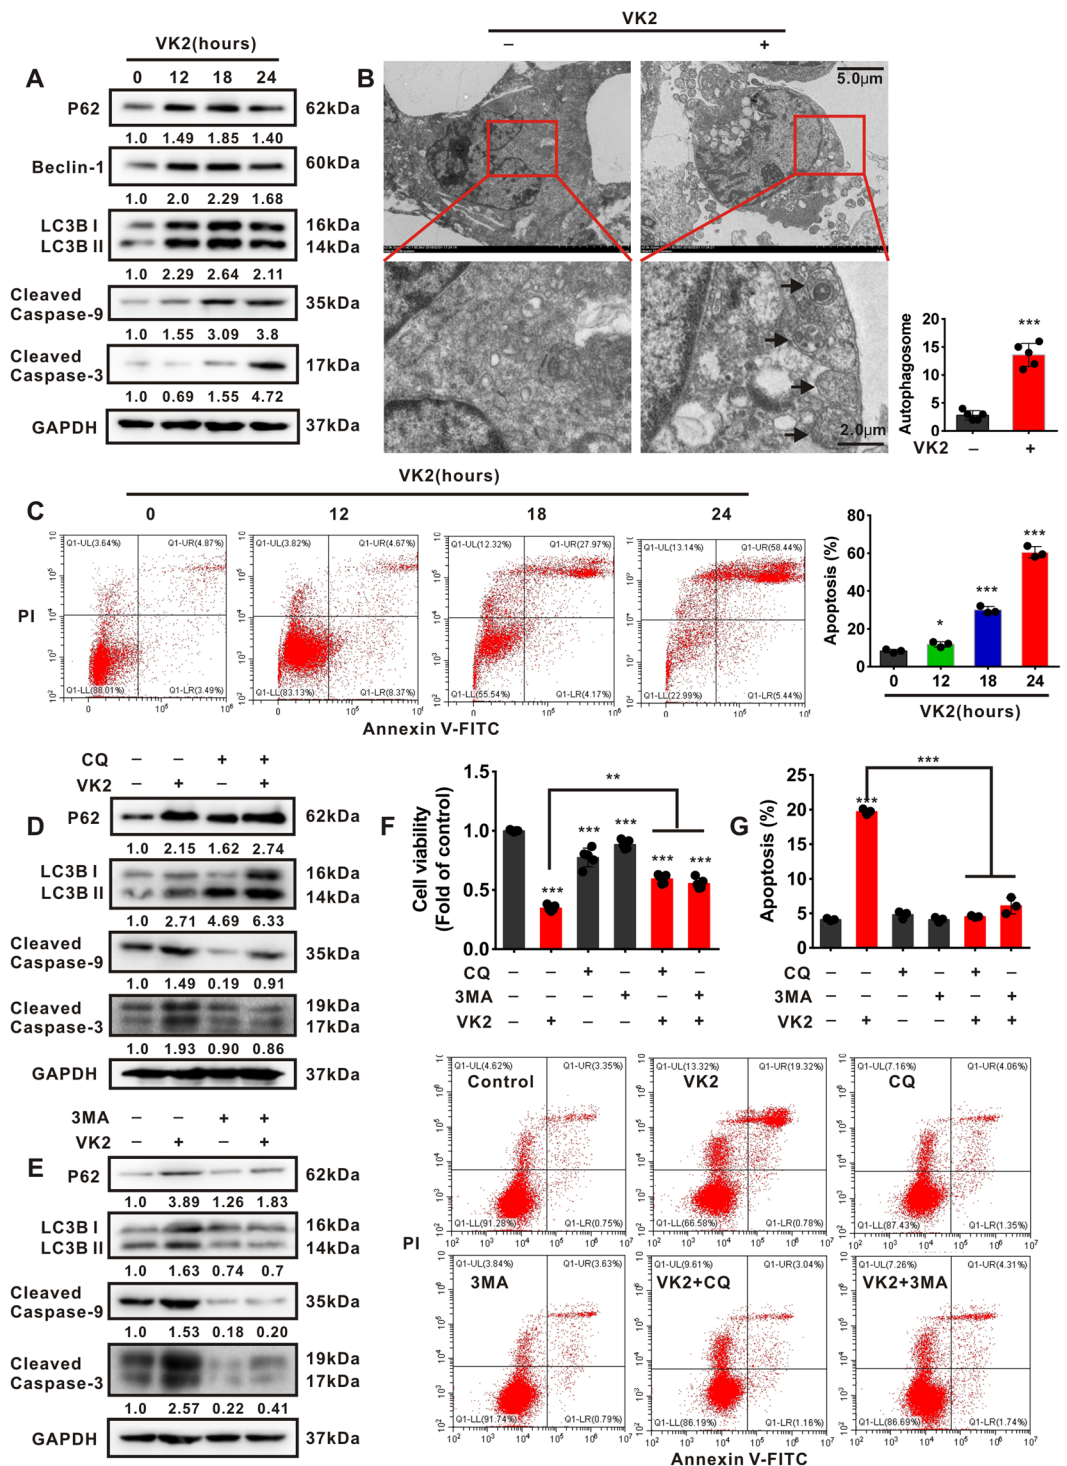 VK2
VK2(hours)
– +
0 12 18 24
A
B
P62 62kDa
1.0 1.49 1.85 1.40
Beclin-1 60kDa
1.0 2.0 2.29 1.68
LC3B I 16kDa
LC3B II 14kDa
1.0 2.29 2.64 2.11
Cleaved
Caspase-9 35kDa
1.0 1.55 3.09 3.8
Cleaved
Caspase-3 17kDa
1.0 0.69 1.55 4.72
GAPDH 37kDa
5.0μm
2.0μm
Autophagosome
20
15
10
5
0
***
VK2 – +
C
VK2(hours)
0 12 18 24
PI
Q1-UL(3.64%) Q1-UR(4.87%)
Q1-LL(88.01%) Q1-LR(3.49%)
Q1-UL(3.82%) Q1-UR(4.67%)
Q1-LL(83.13%) Q1-LR(8.37%)
Q1-UL(12.32%) Q1-UR(27.97%)
Q1-LL(55.54%) Q1-LR(4.17%)
Q1-UL(13.14%) Q1-UR(58.44%)
Q1-LL(22.99%) Q1-LR(5.44%)
Annexin V-FITC
Apoptosis (%)
80
60
40
20
0
* *** ***
0 12 18 24
VK2(hours)
D
CQ – – + +
VK2 – + – +
P62 62kDa
1.0 2.15 1.62 2.74
LC3B I 16kDa
LC3B II 14kDa
1.0 2.71 4.69 6.33
Cleaved
Caspase-9 35kDa
1.0 1.49 0.19 0.91
Cleaved
Caspase-3
19kDa
17kDa
1.0 1.93 0.90 0.86
GAPDH 37kDa
E
3MA – – + +
VK2 – + – +
P62 62kDa
1.0 3.89 1.26 1.83
LC3B I 16kDa
LC3B II 14kDa
1.0 1.63 0.74 0.7
Cleaved
Caspase-9 35kDa
1.0 1.53 0.18 0.20
Cleaved
Caspase-3
19kDa
17kDa
1.0 2.57 0.22 0.41
GAPDH 37kDa
F
Cell viability
(Fold of control)
1.5
1.0
0.5
0.0
**
*** *** *** *** ***
CQ – – + – + –
3MA – – – + – +
VK2 – + – – + +
G
Apoptosis (%)
25
20
15
10
5
0
***
***
CQ – – + – + –
3MA – – – + – +
VK2 – + – – + +
PI
Q1-UL(4.62%) Q1-UR(3.35%)
Control
Q1-LL(91.28%) Q1-LR(0.75%)
Q1-UL(13.32%) Q1-UR(19.32%)
VK2
Q1-LL(66.58%) Q1-LR(0.78%)
Q1-UL(7.16%) Q1-UR(4.06%)
CQ
Q1-LL(87.43%) Q1-LR(1.35%)
Q1-UL(3.84%) Q1-UR(3.63%)
3MA
Q1-LL(91.74%) Q1-LR(0.79%)
Q1-UL(9.61%) Q1-UR(3.04%)
VK2+CQ
Q1-LL(86.19%) Q1-LR(1.16%)
Q1-UL(7.26%) Q1-UR(4.31%)
VK2+3MA
Q1-LL(86.69%) Q1-LR(1.74%)
10² 10³ 10⁴ 10⁵ 10⁶ 10⁷
Annexin V-FITC